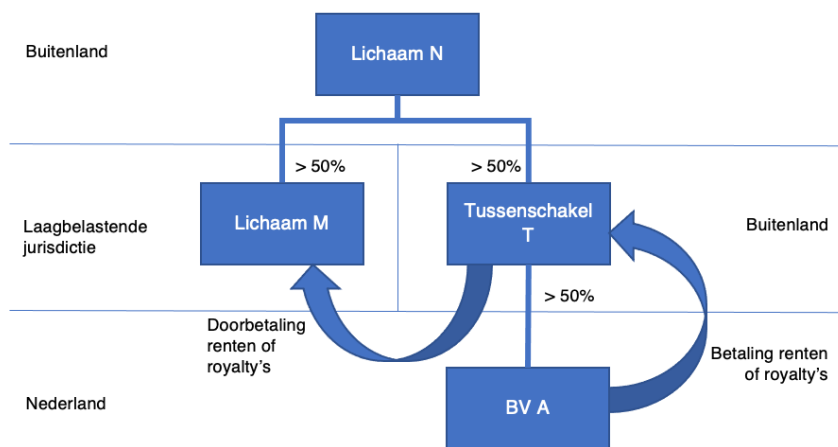 Buitenland
Lichaam N
> 50%
> 50%
Laagbelastende
jurisdictie
Lichaam M
Tussenschakel
T
Buitenland
> 50%
Doorbetaling
renten of
royalty's
Betaling renten
of royalty's
Nederland
BV A